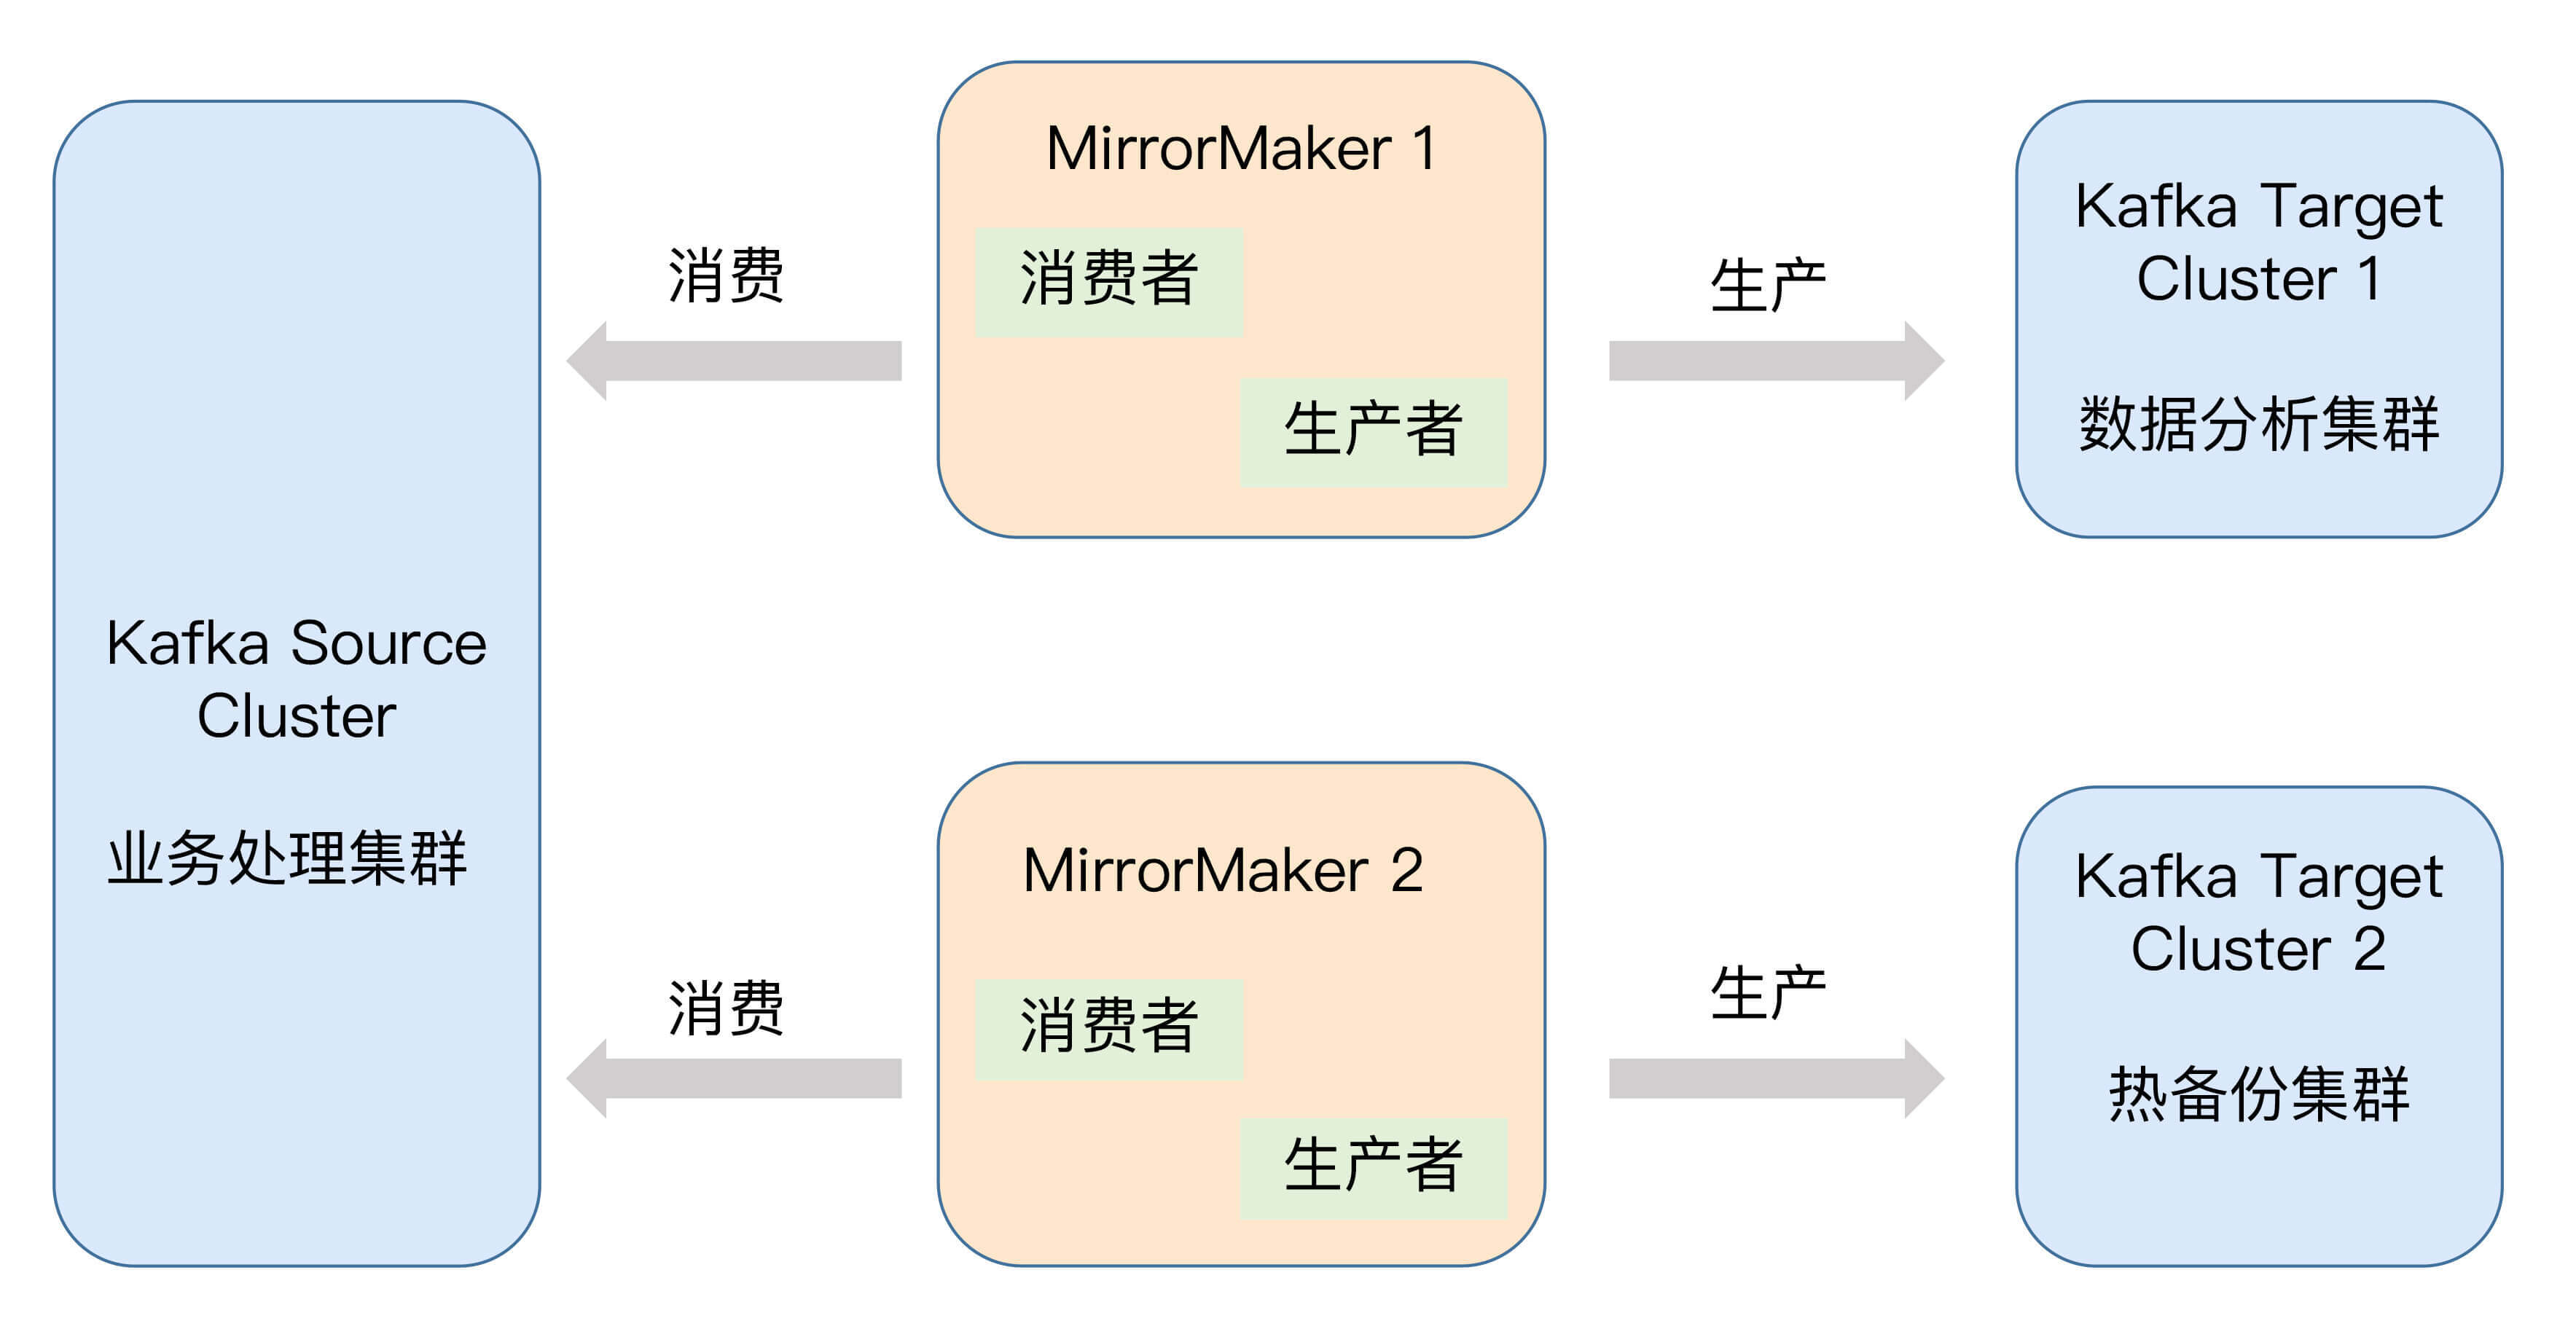 Kafka Source
Cluster
业务处理集群
消费
MirrorMaker 1
消费者
生产者
生产
Kafka Target
Cluster 1
数据分析集群
消费
MirrorMaker 2
消费者
生产者
生产
Kafka Target
Cluster 2
热备份集群